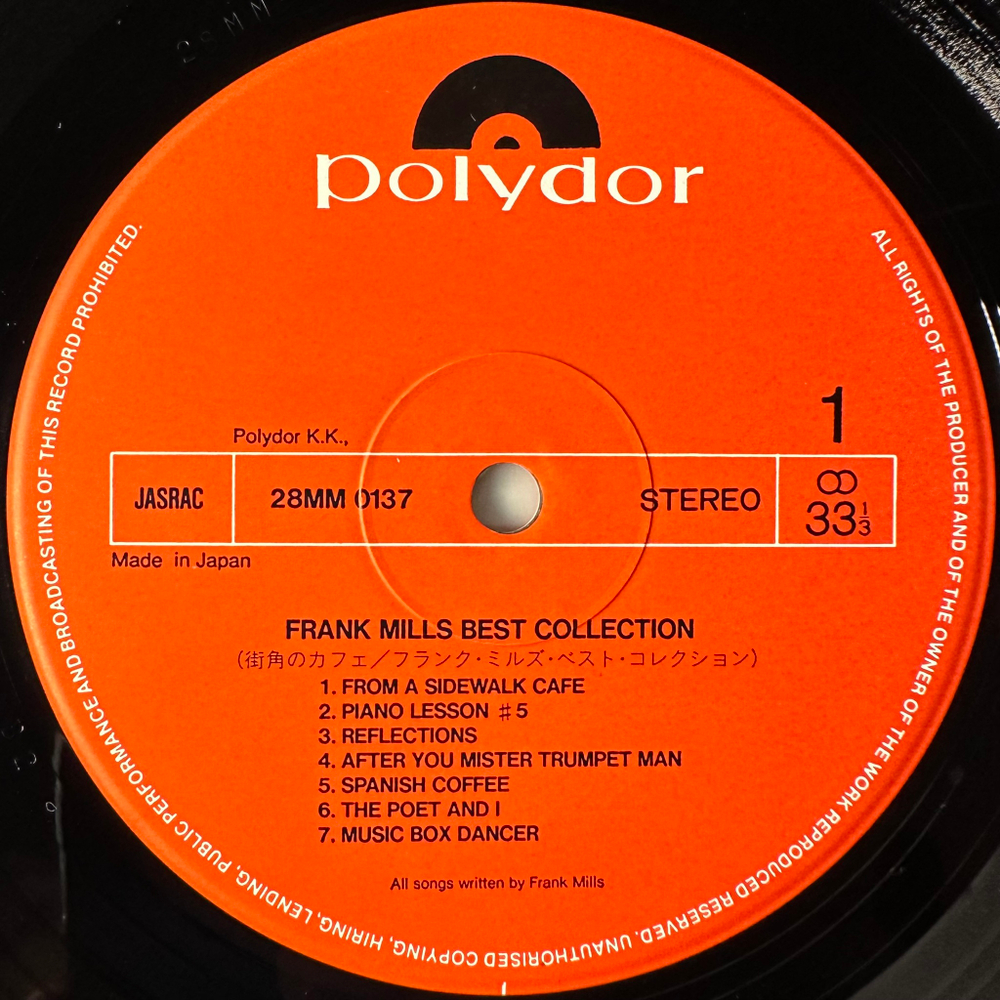 polydor
1
Polydor K.K.,
JASRAC
28MM 0137
STEREO
33 1/3
Made in Japan
FRANK MILLS BEST COLLECTION
(街角のカフェ/フランク・ミルズ・ベスト・コレクション)
1. FROM A SIDEWALK CAFE
2. PIANO LESSON ♯5
3. REFLECTIONS
4. AFTER YOU MISTER TRUMPET MAN
5. SPANISH COFFEE
6. THE POET AND I
7. MUSIC BOX DANCER
All songs written by Frank Mills
ALL RIGHTS OF THE PRODUCER AND OF THE OWNER OF THE WORK REPRODUCED RESERVED. UNAUTHORISED COPYING, HIRING, LENDING, PUBLIC PERFORMANCE AND BROADCASTING OF THIS RECORD PROHIBITED.